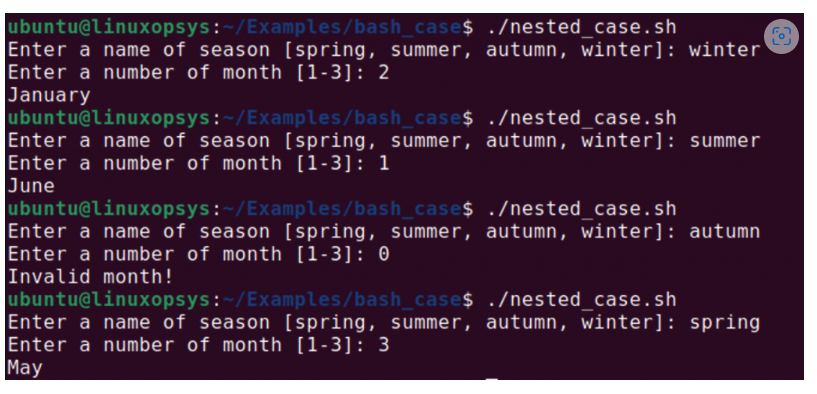 ubuntu@linuxopsys:~/Examples/bash_case$ ./nested_case.sh
Enter a name of season [spring, summer, autumn, winter]: winter
Enter a number of month [1-3]: 2
January
ubuntu@linuxopsys:~/Examples/bash_case$ ./nested_case.sh
Enter a name of season [spring, summer, autumn, winter]: summer
Enter a number of month [1-3]: 1
June
ubuntu@linuxopsys:~/Examples/bash_case$ ./nested_case.sh
Enter a name of season [spring, summer, autumn, winter]: autumn
Enter a number of month [1-3]: 0
Invalid month!
ubuntu@linuxopsys:~/Examples/bash_case$ ./nested_case.sh
Enter a name of season [spring, summer, autumn, winter]: spring
Enter a number of month [1-3]: 3
May